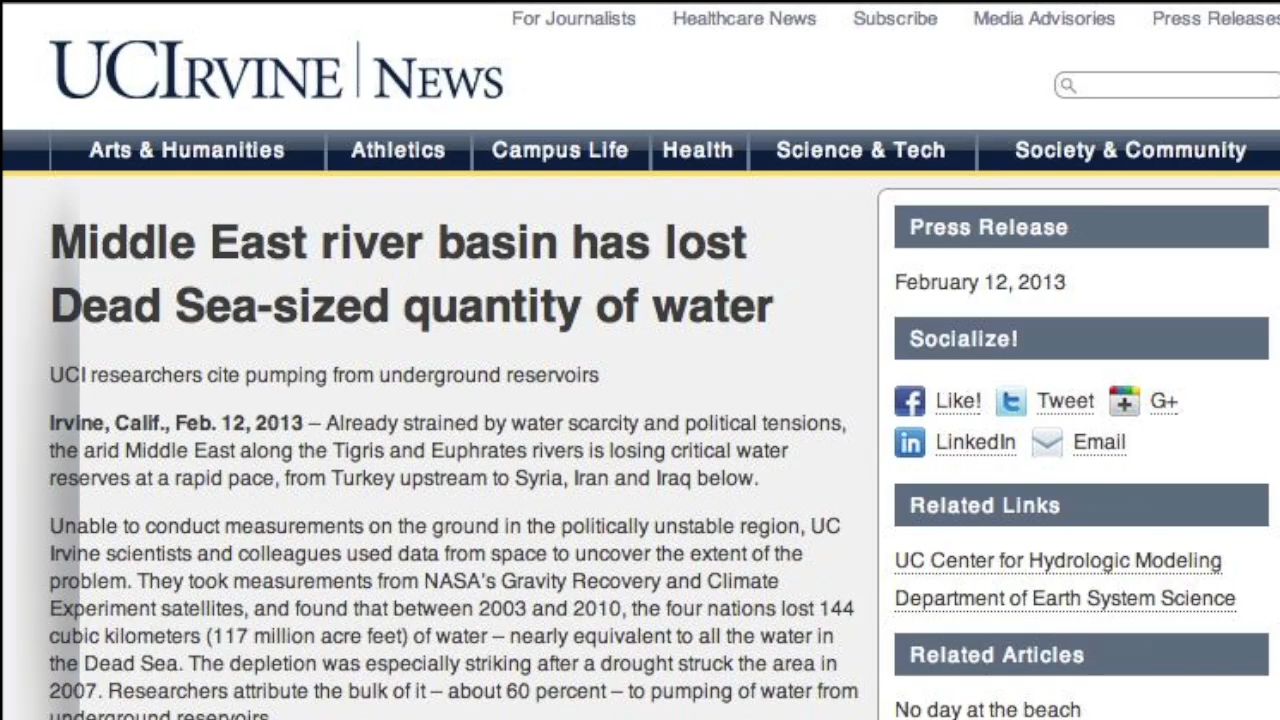 For Journalists Healthcare News Subscribe Media Advisories Press Releases
UCIRVINE | NEWS
Arts & Humanities Athletics Campus Life Health Science & Tech Society & Community
Middle East river basin has lost
Dead Sea-sized quantity of water
UCI researchers cite pumping from underground reservoirs
Irvine, Calif., Feb. 12, 2013 – Already strained by water scarcity and political tensions,
the arid Middle East along the Tigris and Euphrates rivers is losing critical water
reserves at a rapid pace, from Turkey upstream to Syria, Iran and Iraq below.
Unable to conduct measurements on the ground in the politically unstable region, UC
Irvine scientists and colleagues used data from space to uncover the extent of the
problem. They took measurements from NASA's Gravity Recovery and Climate
Experiment satellites, and found that between 2003 and 2010, the four nations lost 144
cubic kilometers (117 million acre feet) of water – nearly equivalent to all the water in
the Dead Sea. The depletion was especially striking after a drought struck the area in
2007. Researchers attribute the bulk of it – about 60 percent – to pumping of water from
underground reservoirs.
Press Release
February 12, 2013
Socialize!
Like! Tweet G+
LinkedIn Email
Related Links
UC Center for Hydrologic Modeling
Department of Earth System Science
Related Articles
No day at the beach